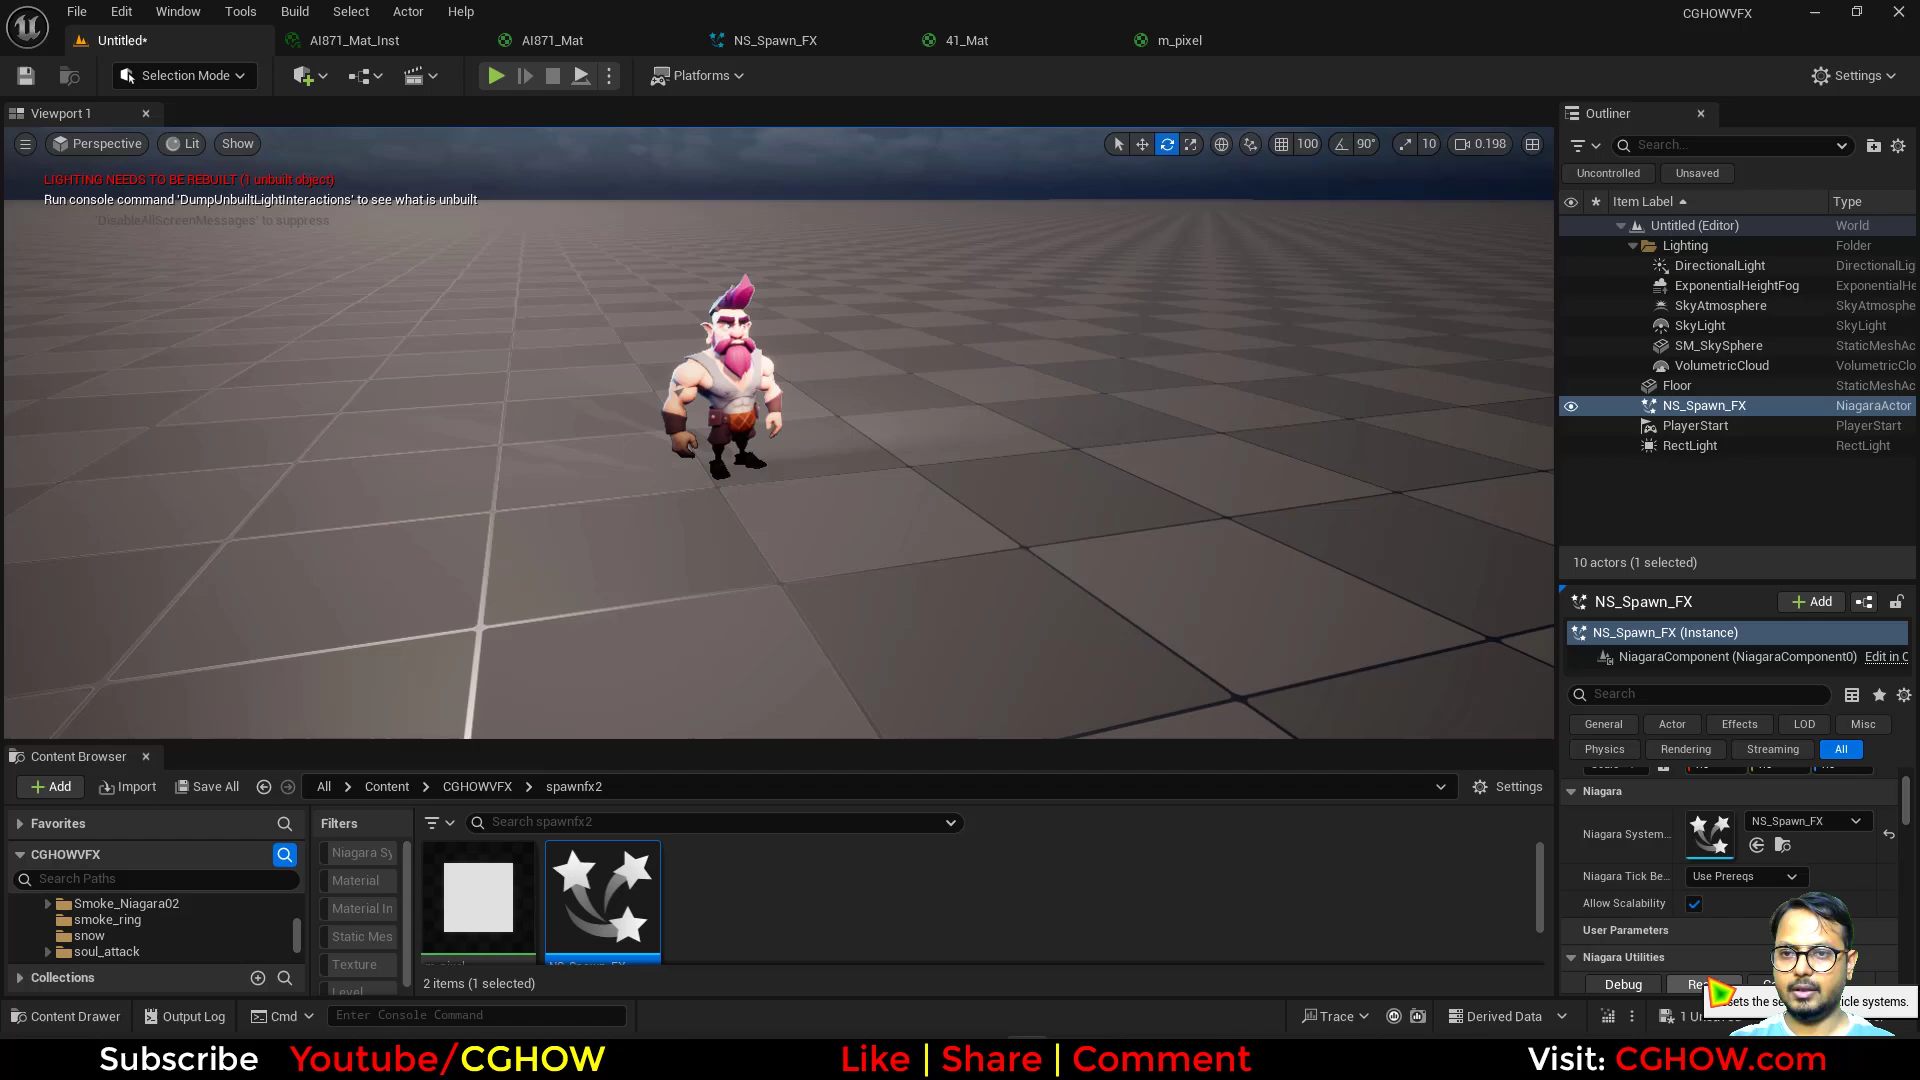 File Edit Window Tools Build Select Actor Help
CGHOWVFX
Untitled* AI871_Mat_Inst AI871_Mat NS_Spawn_FX 41_Mat m_pixel
Selection Mode Platforms Settings
Viewport 1
Perspective Lit Show
100 90° 10 0.198
LIGHTING NEEDS TO BE REBUILT (1 unbuilt object)
Run console command 'DumpUnbuiltLightInteractions' to see what is unbuilt
'DisableAllScreenMessages' to suppress
Outliner
Search...
Uncontrolled Unsaved
Item Label Type
Untitled (Editor) World
Lighting Folder
DirectionalLight DirectionalLig
ExponentialHeightFog ExponentialHe
SkyAtmosphere SkyAtmosphe
SkyLight SkyLight
SM_SkySphere StaticMeshAc
VolumetricCloud VolumetricClo
Floor StaticMeshAc
NS_Spawn_FX NiagaraActor
PlayerStart PlayerStart
RectLight RectLight
10 actors (1 selected)
NS_Spawn_FX Add
NS_Spawn_FX (Instance)
NiagaraComponent (NiagaraComponent0) Edit in C
Search
General Actor Effects LOD Misc
Physics Rendering Streaming All
Niagara
Niagara System... NS_Spawn_FX
Niagara Tick Be... Use Prereqs
Allow Scalability
User Parameters
Niagara Utilities
Debug Re
sets the se icle systems.
Content Browser
Add Import Save All All Content CGHOWVFX spawnfx2 Settings
Favorites Filters Search spawnfx2
CGHOWVFX
Search Paths
Smoke_Niagara02
smoke_ring
snow
soul_attack
Collections
Niagara Sy
Material
Material In
Static Mes
Texture
Level
2 items (1 selected)
Content Drawer Output Log Cmd Enter Console Command Trace Derived Data 1 Un
Subscribe Youtube/CGHOW Like | Share | Comment Visit: CGHOW.com